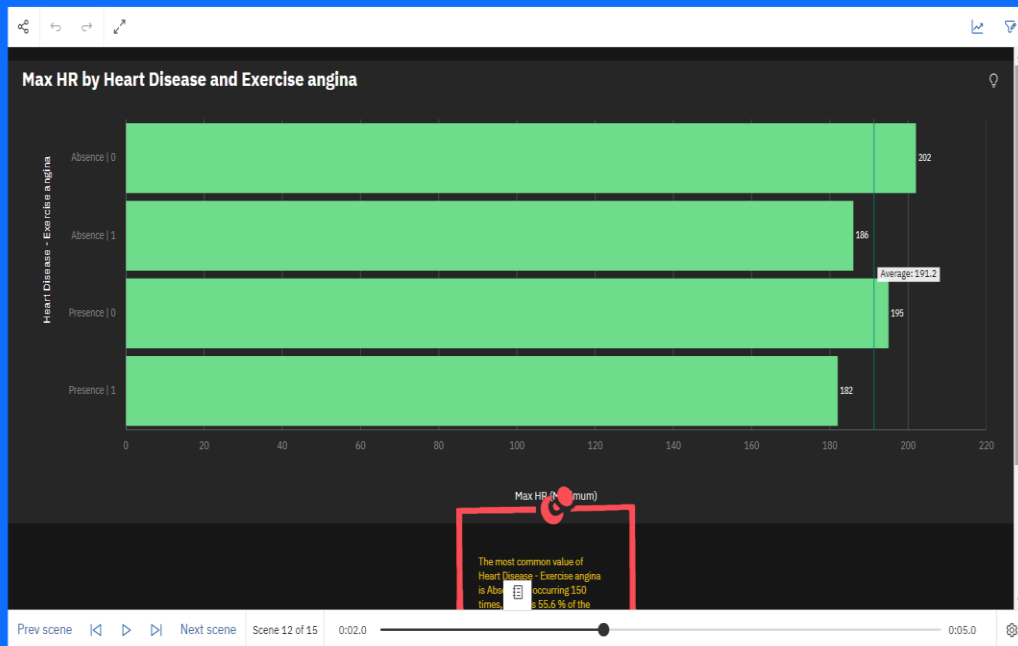 Max HR by Heart Disease and Exercise angina
Heart Disease - Exercise angina
Absence | 0
202
Absence | 1
186
Average: 191.2
Presence | 0
195
Presence | 1
182
0 20 40 60 80 100 120 140 160 180 200 220
Max HR
The most common value of
Heart Disease - Exercise angina
is occurring 150
times, 55.6 % of the
Prev scene Next scene Scene 12 of 15 0:02.0 0:05.0